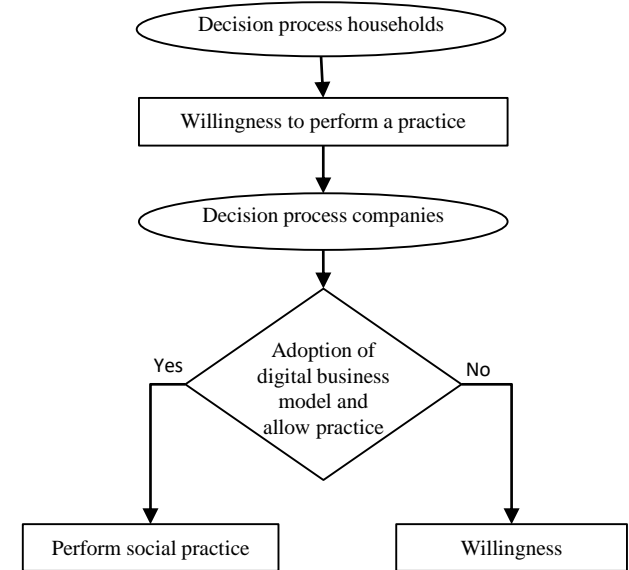 Decision process households
Willingness to perform a practice
Decision process companies
Adoption of
digital business
model and
allow practice
Yes
No
Perform social practice
Willingness